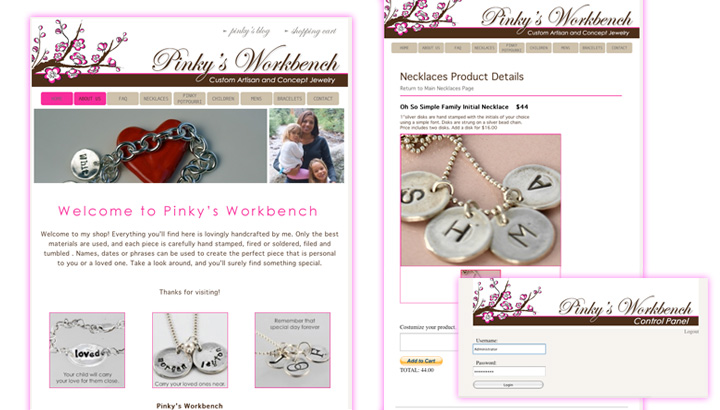 pinky's blog shopping cart
Pinky's Workbench
Custom Artisan and Concept Jewelry
HOME ABOUT US FAQ NECKLACES PINKY POTPOURRI CHILDREN MENS BRACELETS CONTACT
Welcome to Pinky's Workbench
Welcome to my shop! Everything you'll find here is lovingly handcrafted by me. Only the best
materials are used, and each piece is carefully hand stamped, fired or soldered, filed and
tumbled . Names, dates or phrases can be used to create the perfect piece that is personal
to you or a loved one. Take a look around, and you'll surely find something special.
Thanks for visiting!
loved
Your child will carry
your love for them close.
Carry your loved ones near.
Remember that
special day forever
Pinky's Workbench
Pinky's Workbench
Custom Artisan and Concept Jewelry
HOME ABOUT US FAQ NECKLACES PINKY POTPOURRI CHILDREN MENS BRACELETS CONTACT
Necklaces Product Details
Return to Main Necklaces Page
Oh So Simple Family Initial Necklace $44
1"silver disks are hand stamped with the initials of your choice
using a simple font. Disks are strung on a silver bead chain.
Price includes two disks. Add a disk for $16.00
S H M A
Costumize your product.
Add to Cart
TOTAL: 44.00
Pinky's Workbench
Control Panel
Logout
Username:
Password:
Login